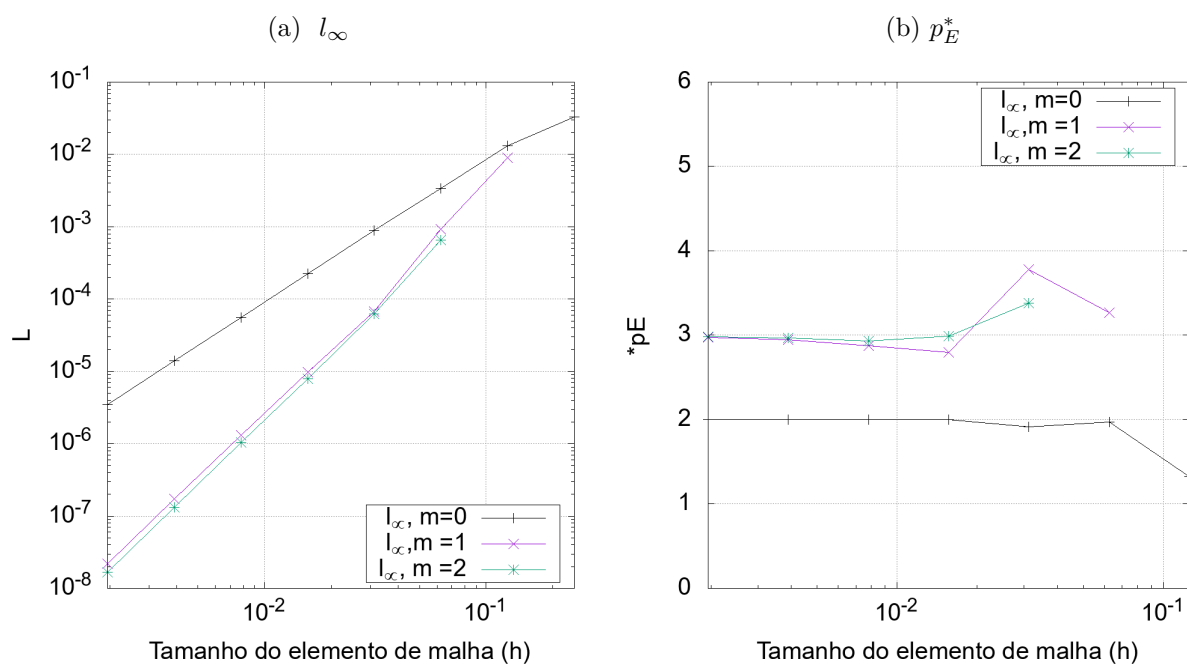 (a) l∞
10⁻¹
10⁻²
10⁻³
10⁻⁴
10⁻⁵
10⁻⁶
10⁻⁷
10⁻⁸
L
l∞, m=0
l∞,m =1
l∞, m =2
10⁻² 10⁻¹
Tamanho do elemento de malha (h)
(b) p*E
6
5
4
3
2
1
0
*pE
l∞, m=0
l∞,m =1
l∞, m =2
10⁻² 10⁻¹
Tamanho do elemento de malha (h)